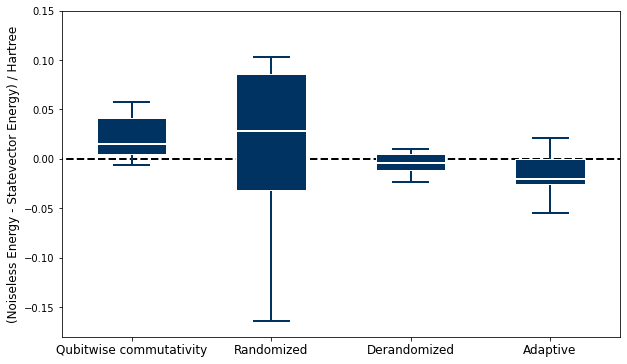 (Noiseless Energy - Statevector Energy) / Hartree
0.15
0.10
0.05
0.00
−0.05
−0.10
−0.15
Qubitwise commutativity
Randomized
Derandomized
Adaptive